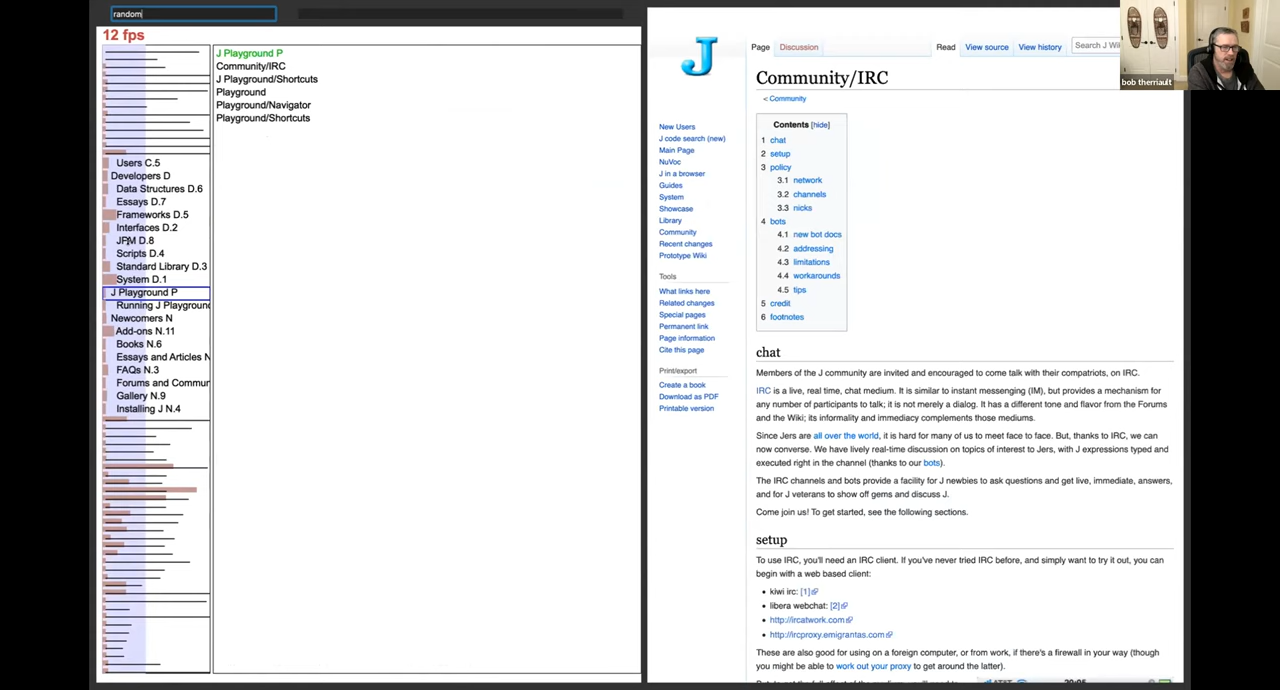 random
12 fps
Users C.5
Developers D
Data Structures D.6
Essays D.7
Frameworks D.5
Interfaces D.2
JPM D.8
Scripts D.4
Standard Library D.3
System D.1
J Playground P
Running J Playground
Newcomers N
Add-ons N.11
Books N.6
Essays and Articles N
FAQs N.3
Forums and Commun
Gallery N.9
Installing J N.4
J Playground P
Community/IRC
J Playground/Shortcuts
Playground
Playground/Navigator
Playground/Shortcuts
J
New Users
J code search (new)
Main Page
NuVoc
J in a browser
Guides
System
Showcase
Library
Community
Recent changes
Prototype Wiki
Tools
What links here
Related changes
Special pages
Permanent link
Page information
Cite this page
Print/export
Create a book
Download as PDF
Printable version
Page Discussion Read View source View history Search J Wi
bob therriault
Community/IRC
< Community
Contents [hide]
1 chat
2 setup
3 policy
3.1 network
3.2 channels
3.3 nicks
4 bots
4.1 new bot docs
4.2 addressing
4.3 limitations
4.4 workarounds
4.5 tips
5 credit
6 footnotes
chat
Members of the J community are invited and encouraged to come talk with their compatriots, on IRC.
IRC is a live, real time, chat medium. It is similar to instant messenging (IM), but provides a mechanism for
any number of participants to talk; it is not merely a dialog. It has a different tone and flavor from the Forums
and the Wiki; its informality and immediacy complements those mediums.
Since Jers are all over the world, it is hard for many of us to meet face to face. But, thanks to IRC, we can
now converse. We have lively real-time discussion on topics of interest to Jers, with J expressions typed and
executed right in the channel (thanks to our bots).
The IRC channels and bots provide a facility for J newbies to ask questions and get live, immediate, answers,
and for J veterans to show off gems and discuss J.
Come join us! To get started, see the following sections.
setup
To use IRC, you'll need an IRC client. If you've never tried IRC before, and simply want to try it out, you can
begin with a web based client:
• kiwi irc: [1]
• libera webchat: [2]
• http://ircatwork.com
• http://ircproxy.emigrantas.com
These are also good for using on a foreign computer, or from work, if there's a firewall in your way (though
you might be able to work out your proxy to get around the latter).